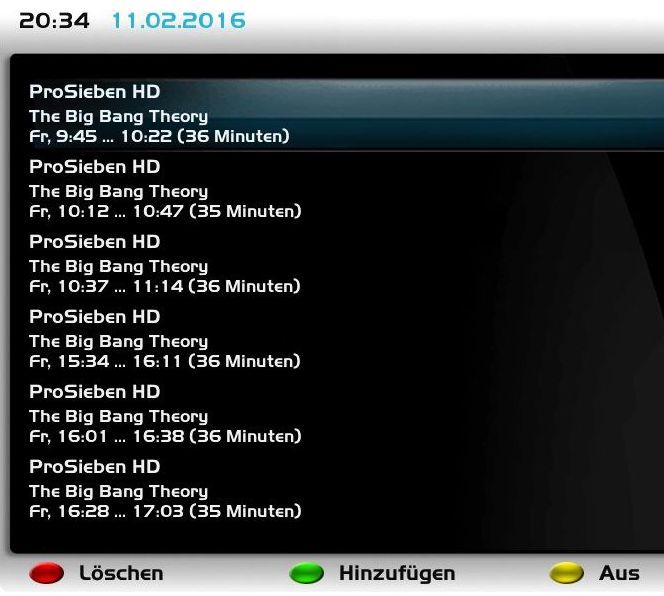 20:34 11.02.2016
ProSieben HD
The Big Bang Theory
Fr, 9:45 ... 10:22 (36 Minuten)
ProSieben HD
The Big Bang Theory
Fr, 10:12 ... 10:47 (35 Minuten)
ProSieben HD
The Big Bang Theory
Fr, 10:37 ... 11:14 (36 Minuten)
ProSieben HD
The Big Bang Theory
Fr, 15:34 ... 16:11 (36 Minuten)
ProSieben HD
The Big Bang Theory
Fr, 16:01 ... 16:38 (36 Minuten)
ProSieben HD
The Big Bang Theory
Fr, 16:28 ... 17:03 (35 Minuten)
Löschen Hinzufügen Aus